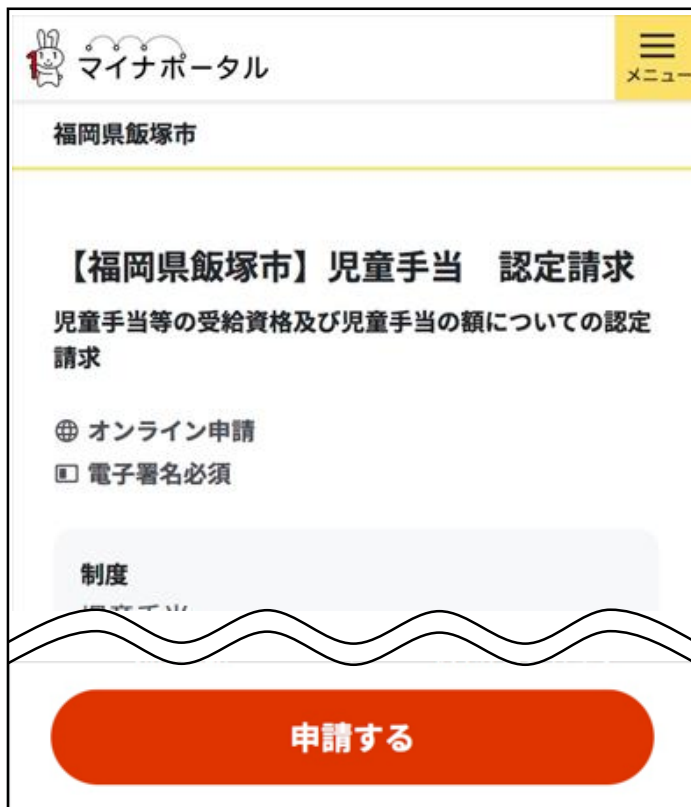 マイナポータル
メニュー
福岡県飯塚市
【福岡県飯塚市】児童手当　認定請求
児童手当等の受給資格及び児童手当の額についての認定
請求
オンライン申請
電子署名必須
制度
申請する